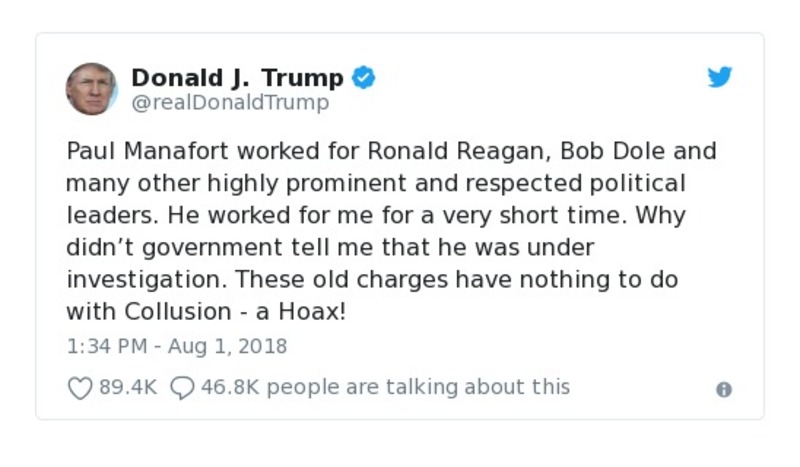 Donald J. Trump
@realDonaldTrump
Paul Manafort worked for Ronald Reagan, Bob Dole and
many other highly prominent and respected political
leaders. He worked for me for a very short time. Why
didn’t government tell me that he was under
investigation. These old charges have nothing to do
with Collusion - a Hoax!
1:34 PM - Aug 1, 2018
89.4K 46.8K people are talking about this